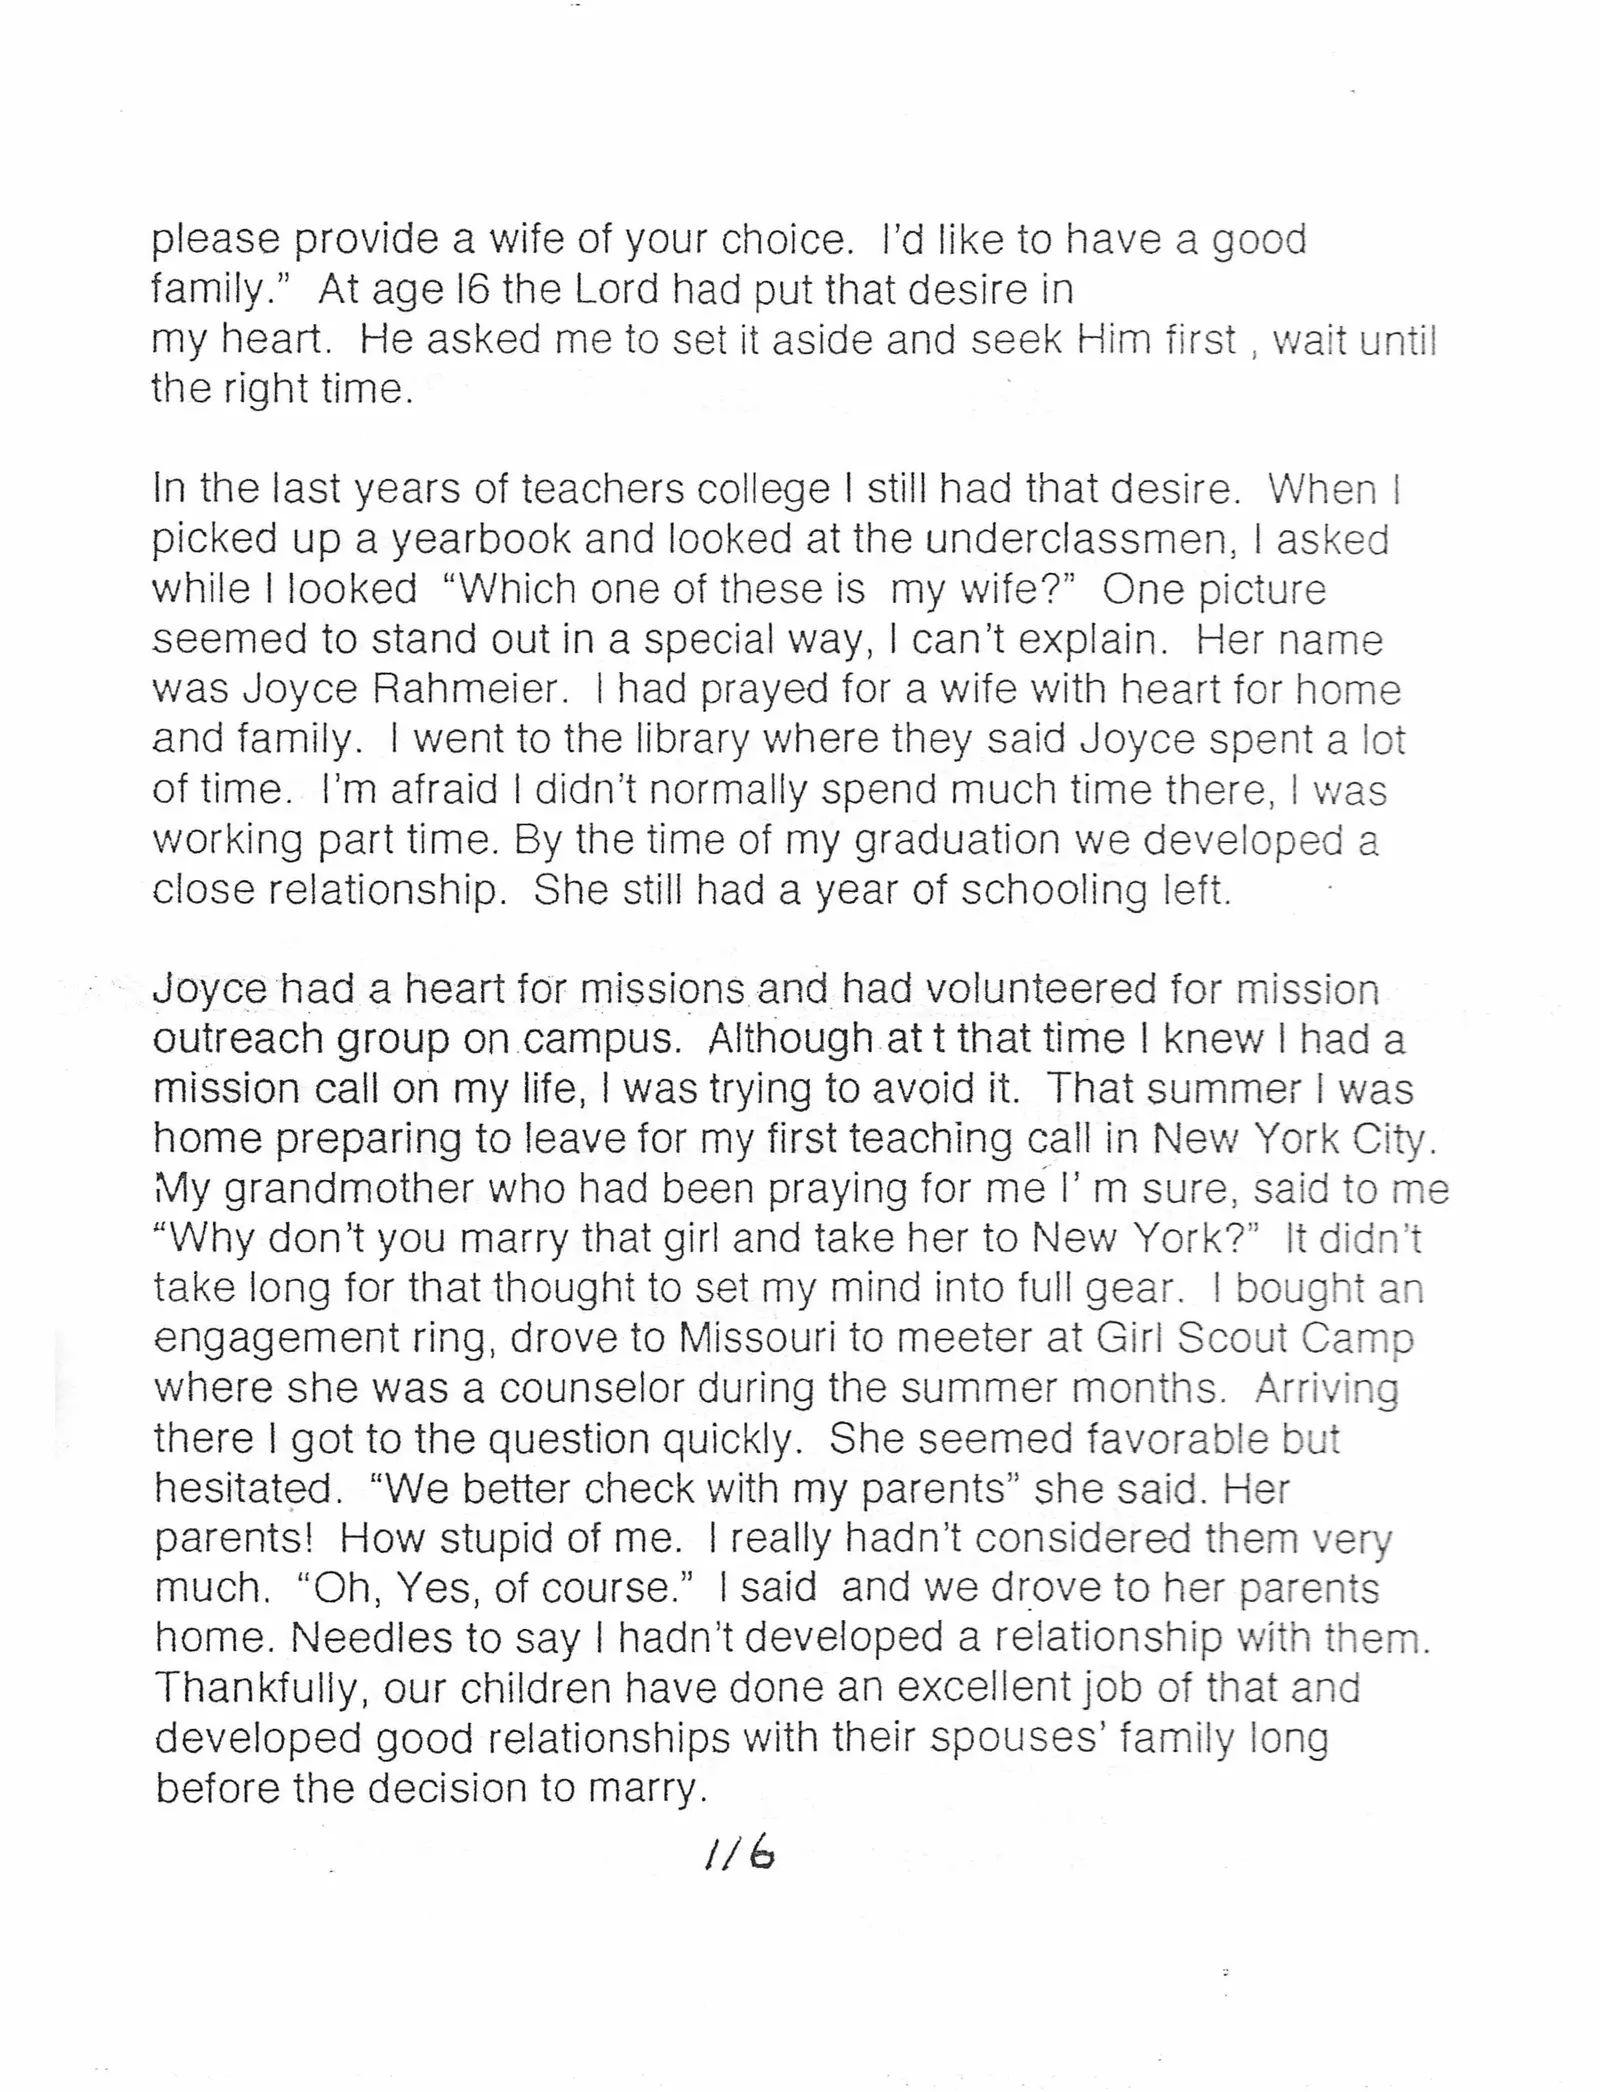 please provide a wife of your choice.  I'd like to have a good
family."  At age l6 the Lord had put that desire in
my heart.  He asked me to set it aside and seek Him first , wait until
the right time.
In the last years of teachers college I still had that desire.  When I
picked up a yearbook and looked at the underclassmen, I asked
while I looked  "Which one of these is  my wife?"  One picture
seemed to stand out in a special way, I can't explain.  Her name
was Joyce Rahmeier.  I had prayed for a wife with heart for home
and family.  I went to the library where they said Joyce spent a lot
of time.  I'm afraid I didn't normally spend much time there, I was
working part time. By the time of my graduation we developed a
close relationship.  She still had a year of schooling left.
Joyce had a heart for missions and had volunteered for mission
outreach group on campus.  Although at t that time I knew I had a
mission call on my life, I was trying to avoid it.  That summer I was
home preparing to leave for my first teaching call in New York City.
My grandmother who had been praying for me I' m sure, said to me
"Why don't you marry that girl and take her to New York?"  It didn't
take long for that thought to set my mind into full gear.  I bought an
engagement ring, drove to Missouri to meeter at Girl Scout Camp
where she was a counselor during the summer months.  Arriving
there I got to the question quickly.  She seemed favorable but
hesitated.  "We better check with my parents" she said. Her
parents!  How stupid of me.  I really hadn't considered them very
much.  "Oh, Yes, of course."  I said  and we drove to her parents
home. Needles to say I hadn't developed a relationship with them.
Thankfully, our children have done an excellent job of that and
developed good relationships with their spouses' family long
before the decision to marry.
116